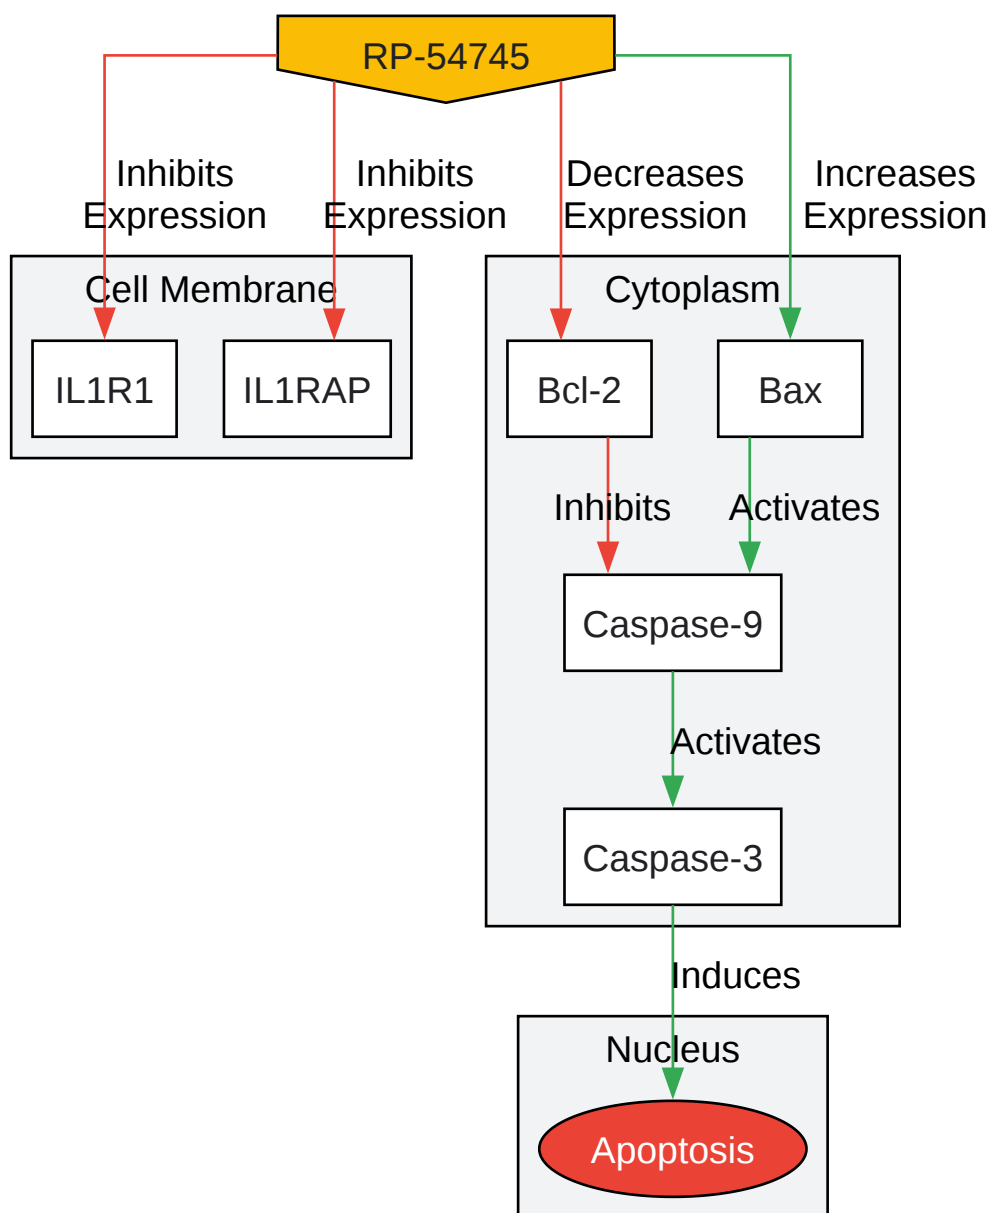 RP-54745
Inhibits
Expression
Inhibits
Expression
Decreases
Expression
Increases
Expression
Cell Membrane
Cytoplasm
IL1R1
IL1RAP
Bcl-2
Bax
Inhibits
Activates
Caspase-9
Activates
Caspase-3
Induces
Nucleus
Apoptosis